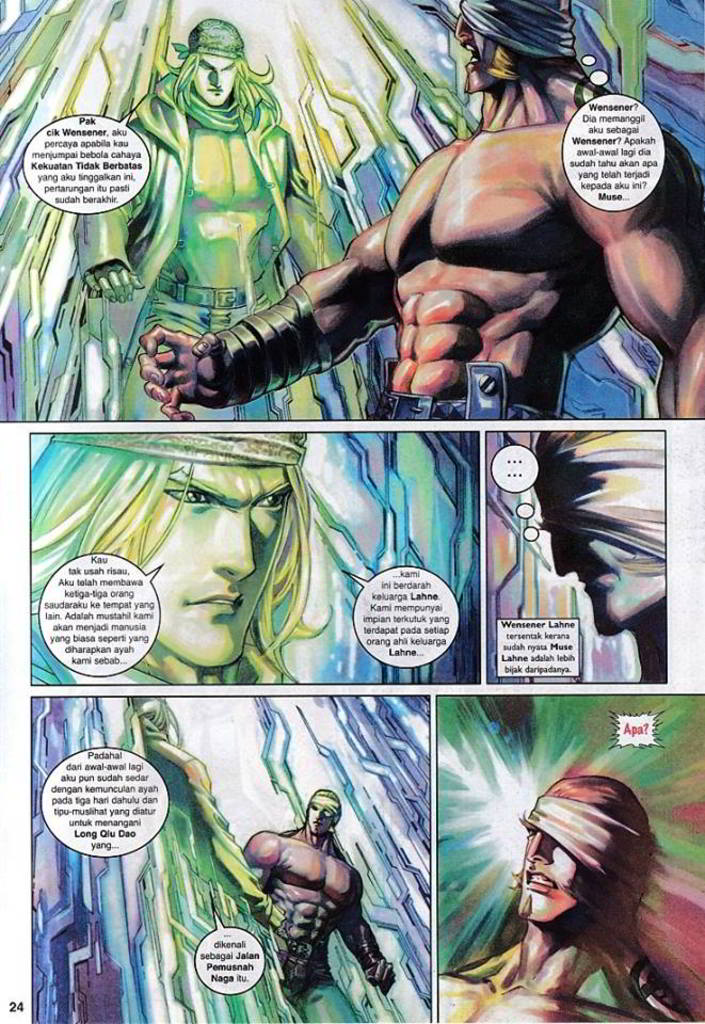 Pak
cik Wensener, aku
percaya apabila kau
menjumpai bebola cahaya
Kekuatan Tidak Berbatas
yang aku tinggalkan ini,
pertarungan itu pasti
sudah berakhir.
Wensener?
Dia memanggil
aku sebagai
Wensener? Apakah
awal-awal lagi dia
sudah tahu akan apa
yang telah terjadi
kepada aku ini?
Muse...
Kau
tak usah risau,
Aku telah membawa
ketiga-tiga orang
saudaraku ke tempat yang
lain. Adalah mustahil kami
akan menjadi manusia
yang biasa seperti yang
diharapkan ayah
kami sebab...
...kami
ini berdarah
keluarga Lahne.
Kami mempunyai
impian terkutuk yang
terdapat pada setiap
orang ahli keluarga
Lahne...
...
...
Wensener Lahne
tersentak kerana
sudah nyata Muse
Lahne adalah lebih
bijak daripadanya.
Padahal
dari awal-awal lagi
aku pun sudah sedar
dengan kemunculan ayah
pada tiga hari dahulu dan
tipu-muslihat yang diatur
untuk menangani
Long Qiu Dao
yang...
...
dikenali
sebagai Jalan
Pemusnah
Naga itu.
Apa?
24